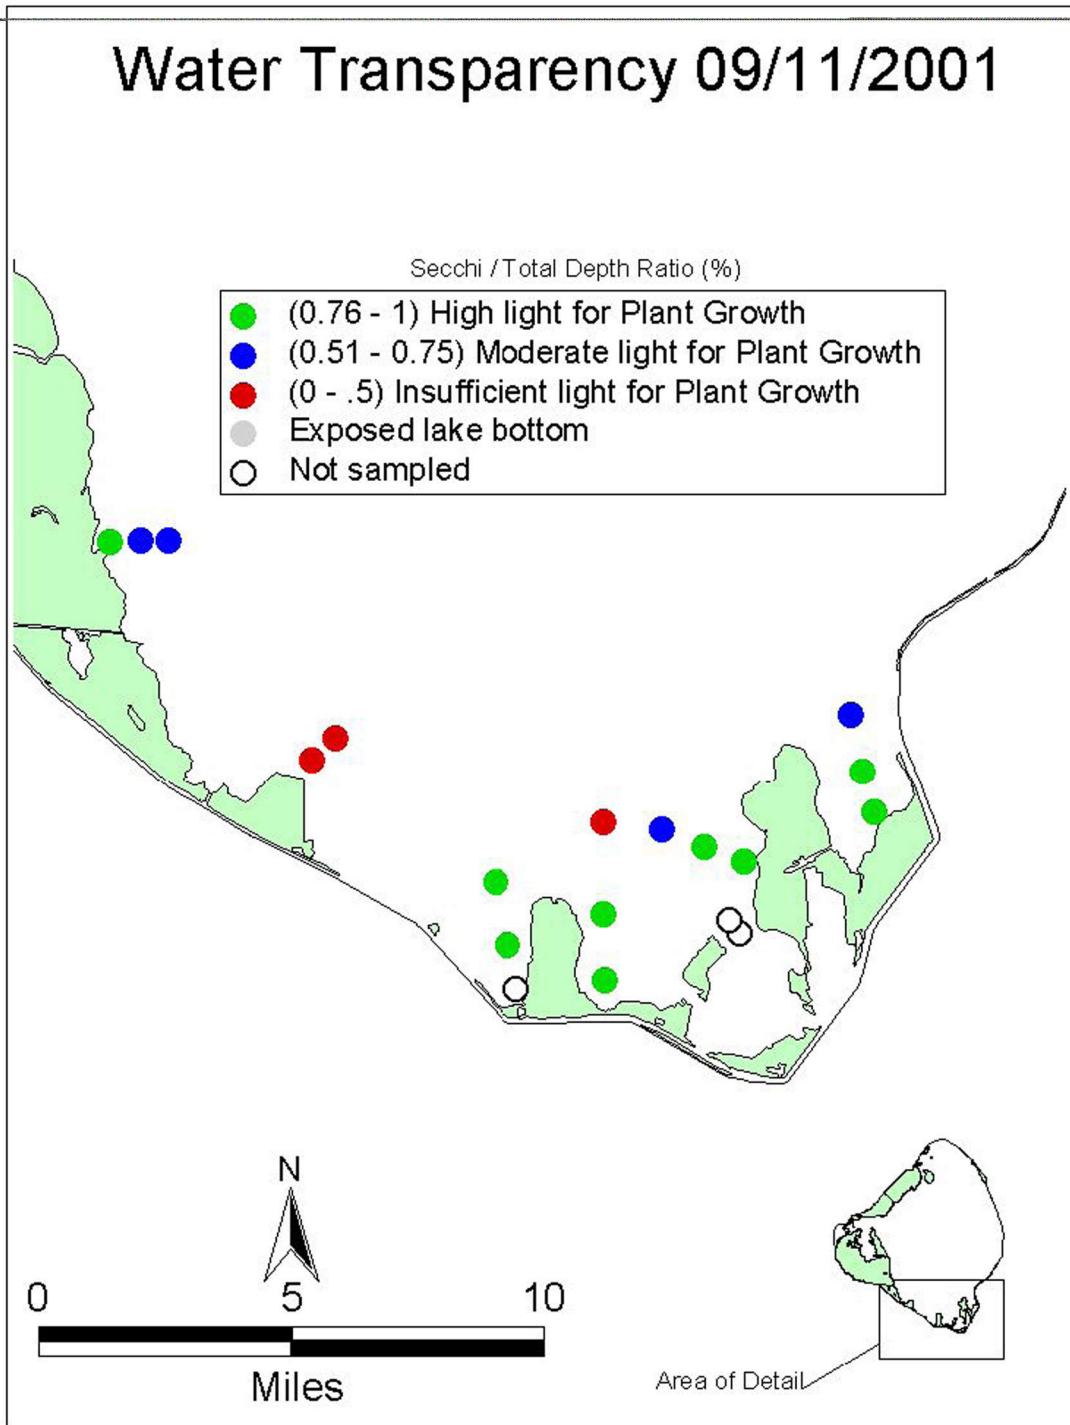 Water Transparency 09/11/2001
Secchi / Total Depth Ratio (%)
(0.76 - 1) High light for Plant Growth
(0.51 - 0.75) Moderate light for Plant Growth
(0 - .5) Insufficient light for Plant Growth
Exposed lake bottom
Not sampled
N
0 5 10
Miles
Area of Detail